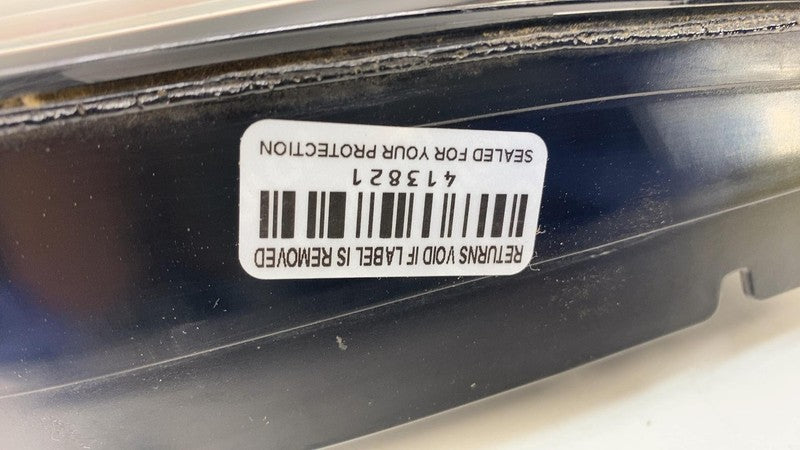 RETURNS VOID IF LABEL IS REMOVED
413821
SEALED FOR YOUR PROTECTION